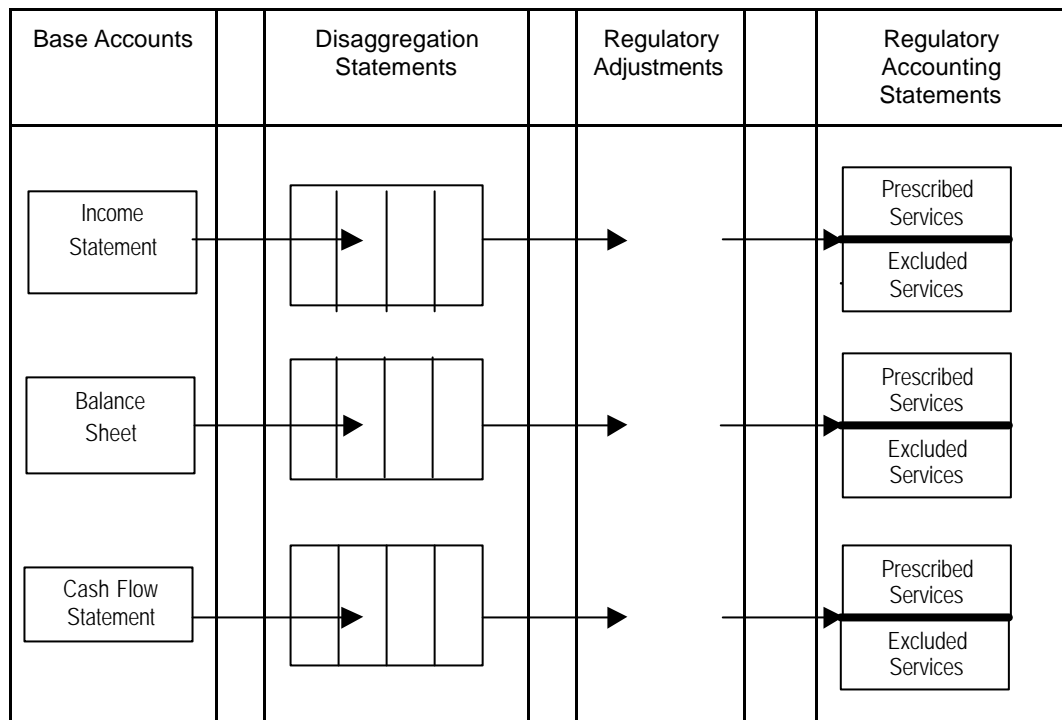 Base Accounts
Disaggregation
Statements
Regulatory
Adjustments
Regulatory
Accounting
Statements
Income
Statement
Prescribed
Services
Excluded
Services
Balance
Sheet
Prescribed
Services
Excluded
Services
Cash Flow
Statement
Prescribed
Services
Excluded
Services